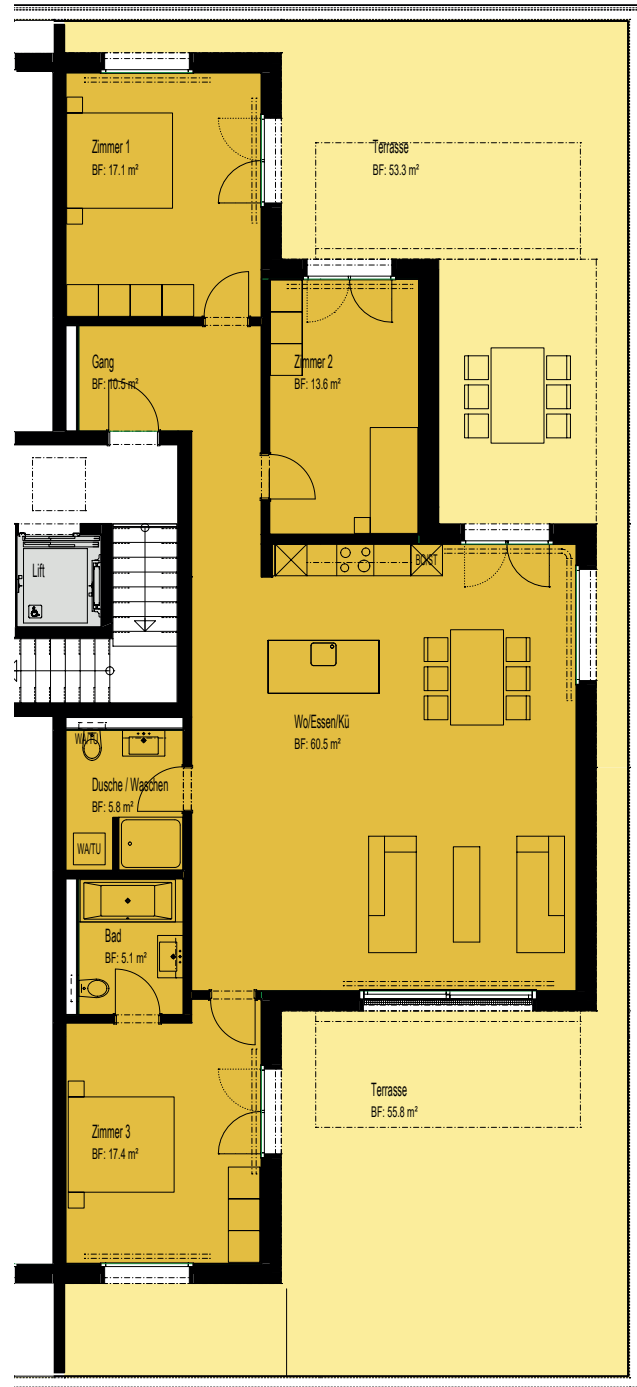 Zimmer 1
BF: 17.1 m²
Terrasse
BF: 53.3 m²
Gang
BF: 10.5 m²
Zimmer 2
BF: 13.6 m²
BO/ST
Lift
Wo/Essen/Kü
BF: 60.5 m²
WA/TU
Dusche / Waschen
BF: 5.8 m²
WA/TU
Bad
BF: 5.1 m²
Terrasse
BF: 55.8 m²
Zimmer 3
BF: 17.4 m²